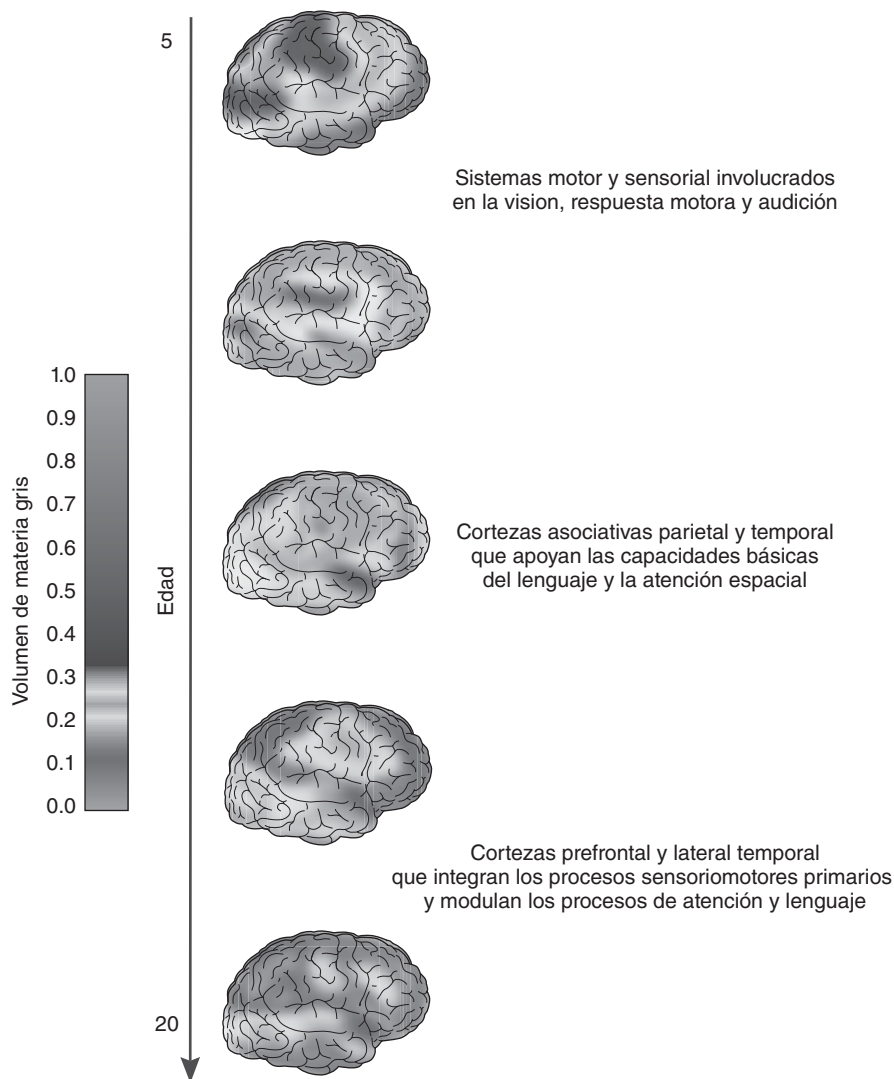 5
Sistemas motor y sensorial involucrados
en la vision, respuesta motora y audición
1.0
0.9
0.8
0.7
0.6
0.5
0.4
0.3
0.2
0.1
0.0
Volumen de materia gris
Edad
Cortezas asociativas parietal y temporal
que apoyan las capacidades básicas
del lenguaje y la atención espacial
Cortezas prefrontal y lateral temporal
que integran los procesos sensoriomotores primarios
y modulan los procesos de atención y lenguaje
20